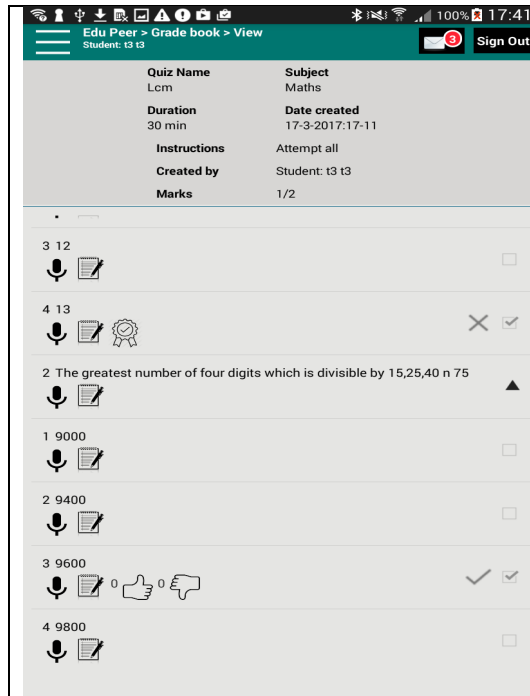 100% 17:41
Edu Peer > Grade book > View
Student: t3 t3
3
Sign Out
Quiz Name Subject
Lcm Maths
Duration Date created
30 min 17-3-2017:17-11
Instructions Attempt all
Created by Student: t3 t3
Marks 1/2
3 12
4 13
2 The greatest number of four digits which is divisible by 15,25,40 n 75
1 9000
2 9400
3 9600
0 0
4 9800